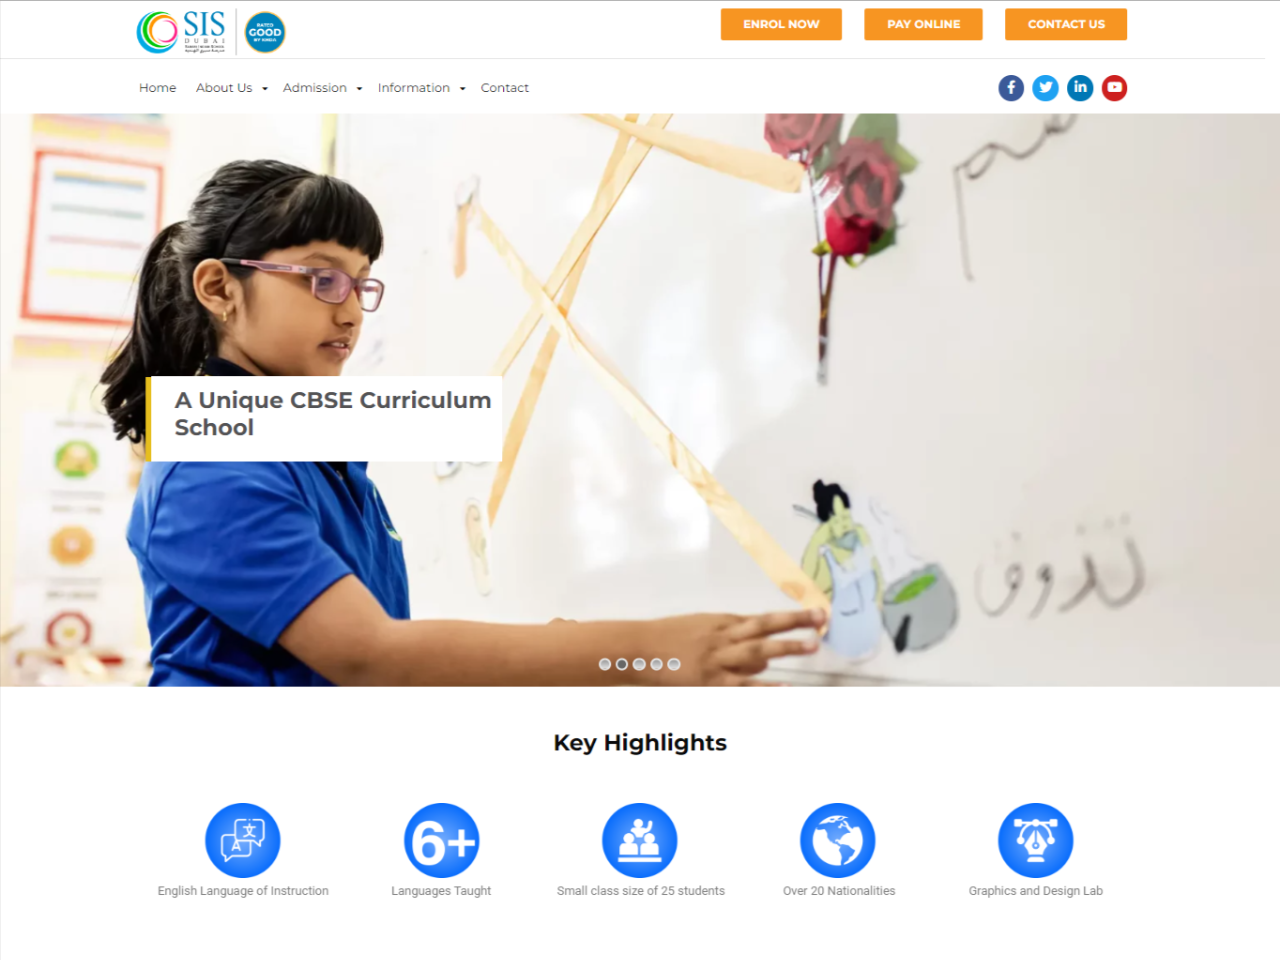 SIS
DUBAI
RATED
GOOD
BY KHDA
ENROL NOW
PAY ONLINE
CONTACT US
Home
About Us
Admission
Information
Contact
A Unique CBSE Curriculum
School
تذوق
Key Highlights
6+
English Language of Instruction
Languages Taught
Small class size of 25 students
Over 20 Nationalities
Graphics and Design Lab